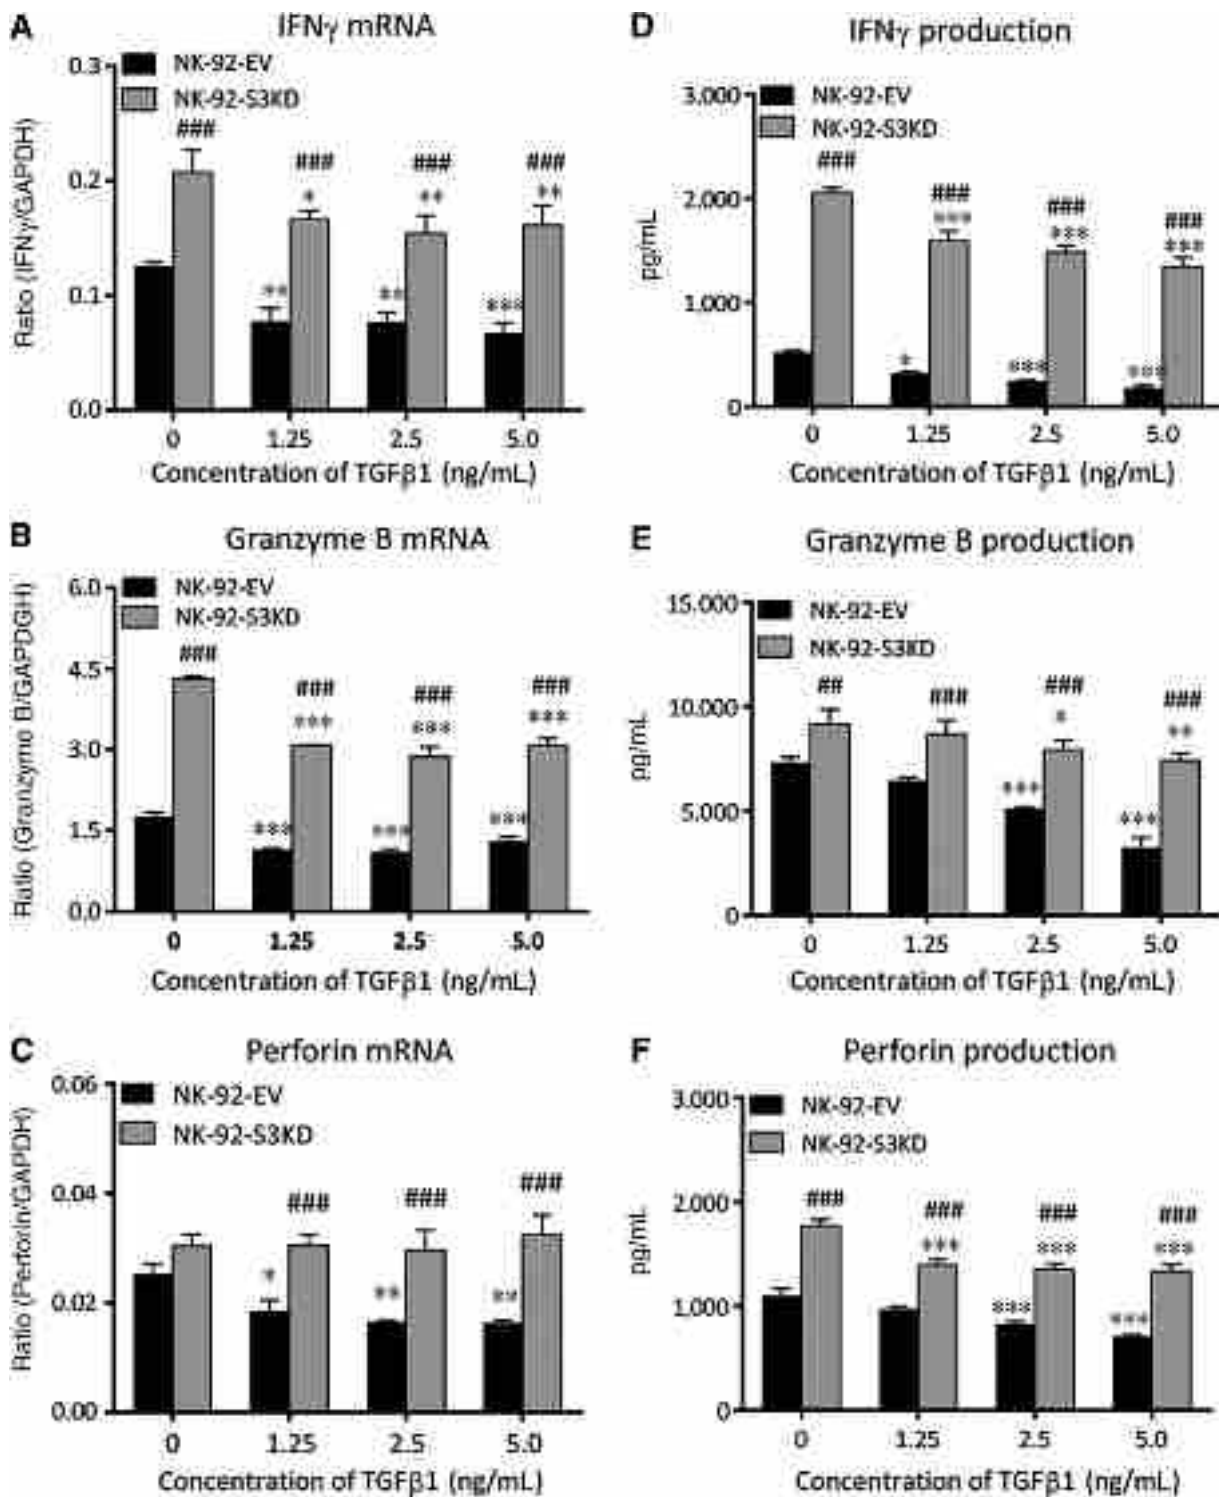 A
IFNγ mRNA
NK-92-EV
NK-92-S3KD
Ratio (IFNγ/GAPDH)
0.3
0.2
0.1
0.0
###
###
###
###
*
**
**
**
**
***
0
1.25
2.5
5.0
Concentration of TGFβ1 (ng/mL)
D
IFNγ production
NK-92-EV
NK-92-S3KD
pg/mL
3,000
2,000
1,000
0
###
###
###
###
***
***
***
*
***
***
0
1.25
2.5
5.0
Concentration of TGFβ1 (ng/mL)
B
Granzyme B mRNA
NK-92-EV
NK-92-S3KD
Ratio (Granzyme B/GAPDGH)
6.0
4.5
3.0
1.5
0.0
###
###
###
###
***
***
***
***
***
***
0
1.25
2.5
5.0
Concentration of TGFβ1 (ng/mL)
E
Granzyme B production
NK-92-EV
NK-92-S3KD
pg/mL
15.000
10.000
5.000
0
##
###
###
###
*
**
***
***
0
1.25
2.5
5.0
Concentration of TGFβ1 (ng/mL)
C
Perforin mRNA
NK-92-EV
NK-92-S3KD
Ratio (Perforin/GAPDH)
0.06
0.04
0.02
0.00
###
###
###
*
**
**
0
1.25
2.5
5.0
Concentration of TGFβ1 (ng/mL)
F
Perforin production
NK-92-EV
NK-92-S3KD
pg/mL
3.000
2.000
1.000
0
###
###
###
###
***
***
***
***
***
0
1.25
2.5
5.0
Concentration of TGFβ1 (ng/mL)